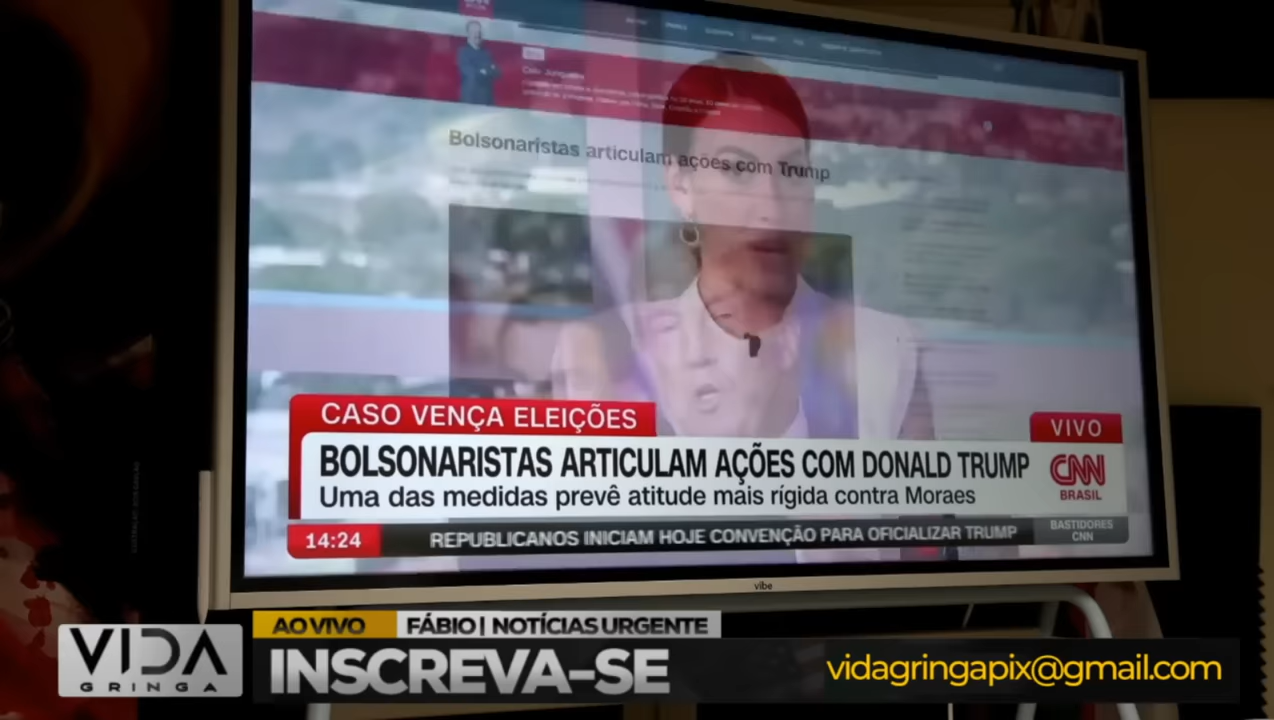 Bolsonaristas articulam ações com Trump
CASO VENÇA ELEIÇÕES
BOLSONARISTAS ARTICULAM AÇÕES COM DONALD TRUMP
Uma das medidas prevê atitude mais rígida contra Moraes
VIVO
CNN
BRASIL
14:24
REPUBLICANOS INICIAM HOJE CONVENÇÃO PARA OFICIALIZAR TRUMP
BASTIDORES
CNN
vibe
AO VIVO
FÁBIO | NOTÍCIAS URGENTE
VIDA
GRINGA
INSCREVA-SE
vidagringapix@gmail.com